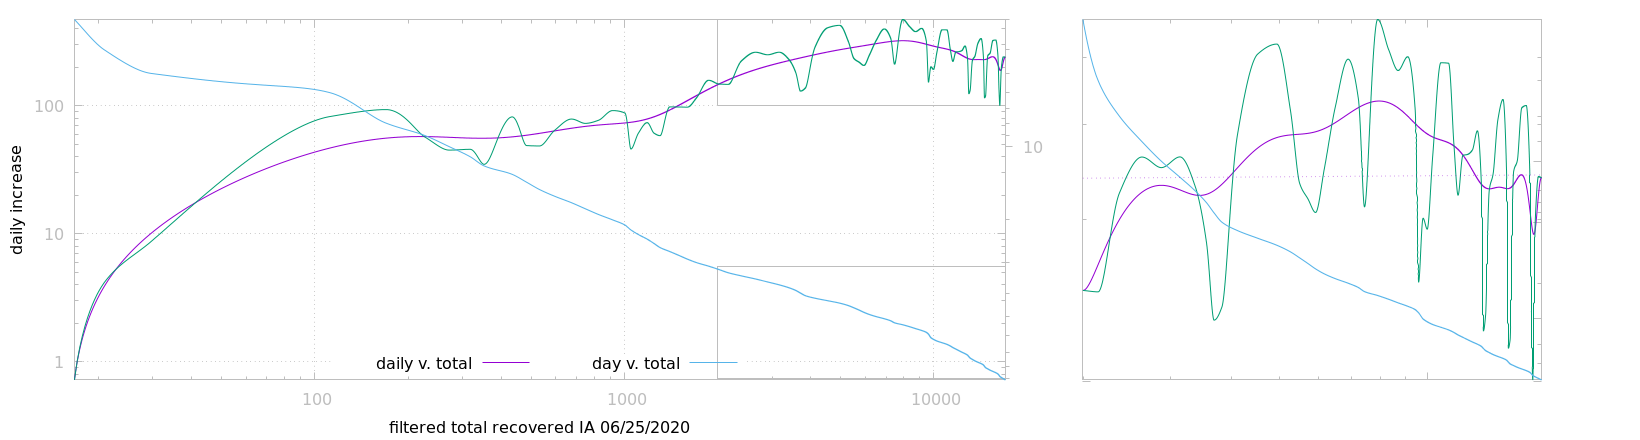 daily increase
100
10
1
10
daily v. total
day v. total
100
1000
10000
filtered total recovered IA 06/25/2020